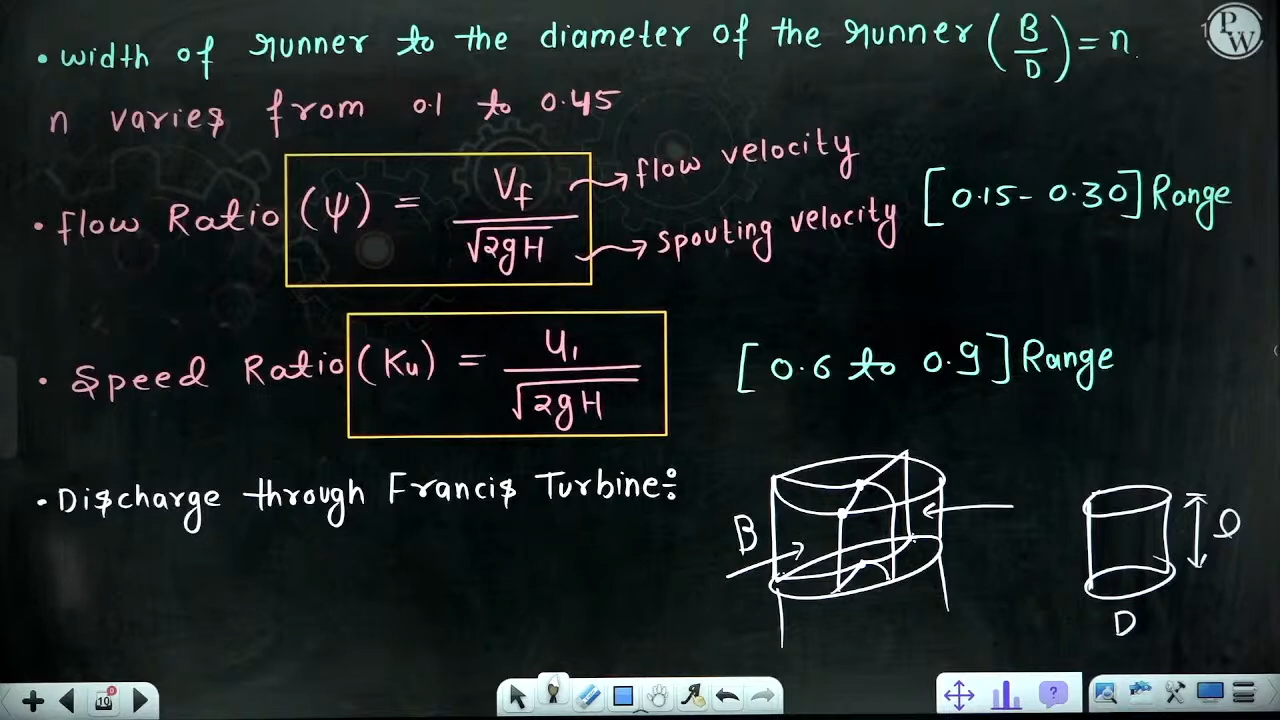 • width of runner to the diameter of the runner (B/D) = n
n varies from 0.1 to 0.45
• flow Ratio (ψ) = Vf/√2gH → flow velocity → spouting velocity [0.15 - 0.30] Range
• Speed Ratio (Ku) = u1/√2gH [0.6 to 0.9] Range
• Discharge through Francis Turbine:
B
l
D
PW
10